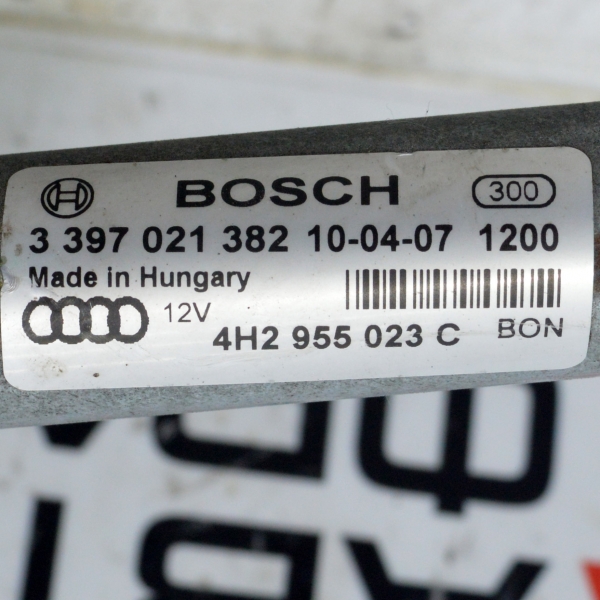 BOSCH 300
3 397 021 382 10-04-07 1200
Made in Hungary
12V
4H2 955 023 C BON